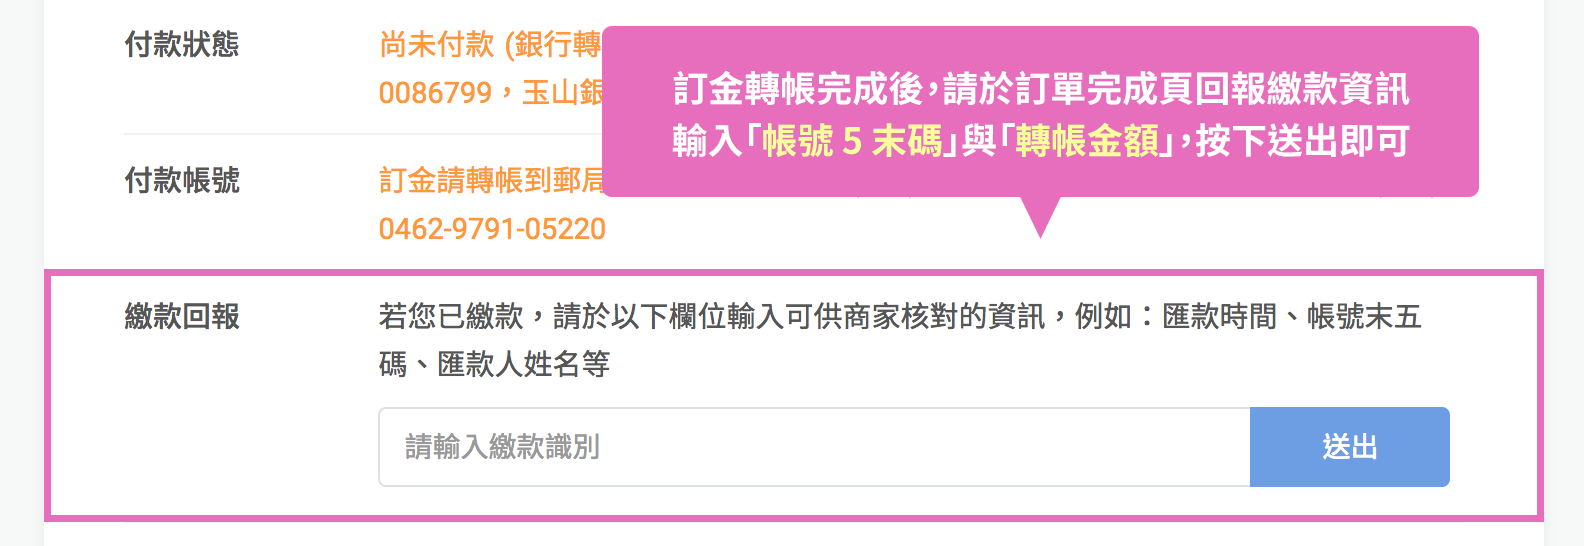 付款狀態
尚未付款 (銀行轉
0086799，玉山銀
訂金轉帳完成後，請於訂單完成頁回報繳款資訊
輸入「帳號 5 末碼」與「轉帳金額」，按下送出即可
付款帳號
訂金請轉帳到郵局
0462-9791-05220
繳款回報
若您已繳款，請於以下欄位輸入可供商家核對的資訊，例如：匯款時間、帳號末五
碼、匯款人姓名等
請輸入繳款識別
送出